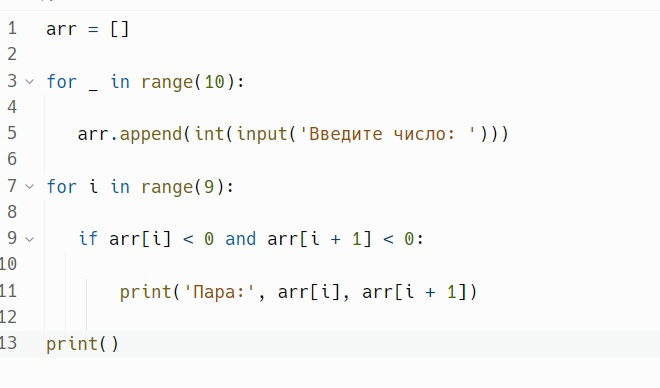 1 arr = []
2
3 for _ in range(10):
4
5 arr.append(int(input('Введите число: ')))
6
7 for i in range(9):
8
9 if arr[i] < 0 and arr[i + 1] < 0:
10
11 print('Пара:', arr[i], arr[i + 1])
12
13 print()